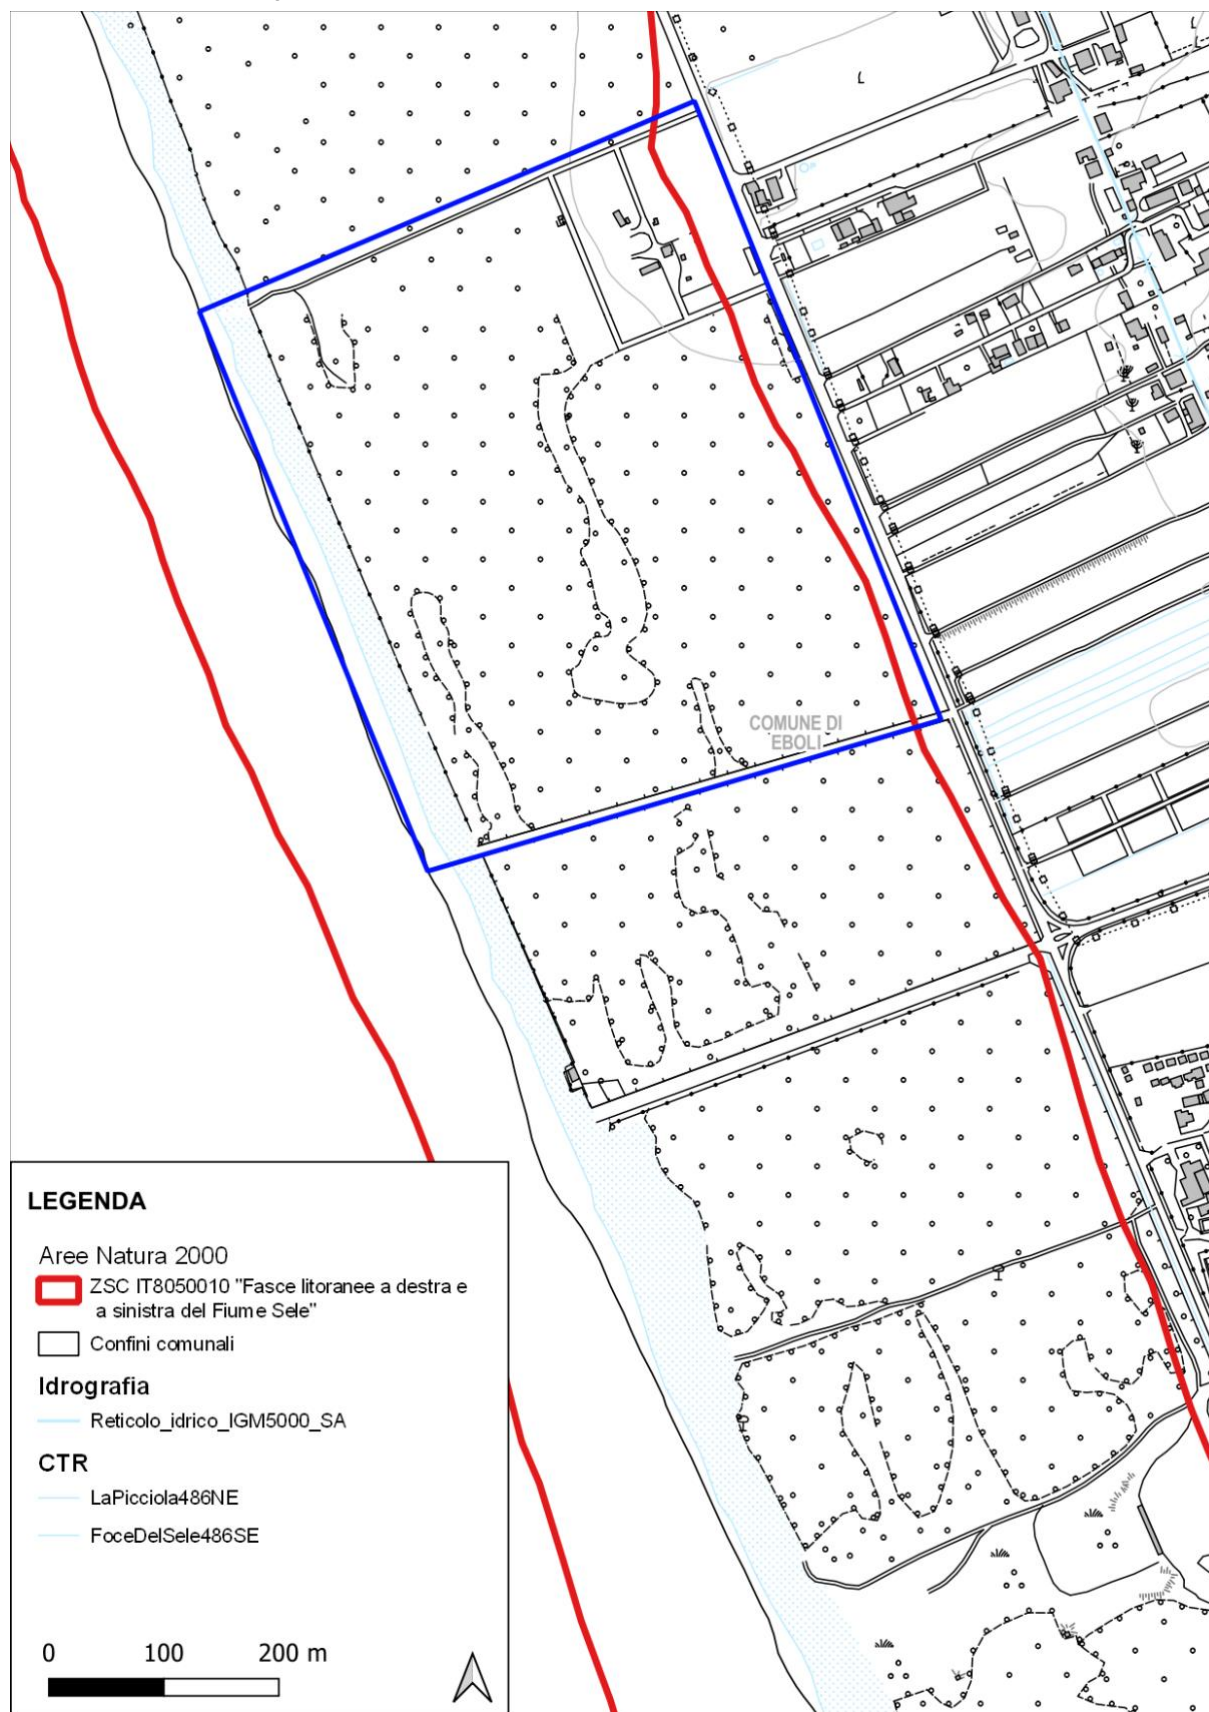 L
L
COMUNE DI
EBOLI
LEGENDA
Aree Natura 2000
ZSC IT8050010 "Fasce litoranee a destra e
a sinistra del Fiume Sele"
Confini comunali
Idrografia
Reticolo_idrico_IGM5000_SA
CTR
LaPicciola486NE
FoceDelSele486SE
0 100 200 m